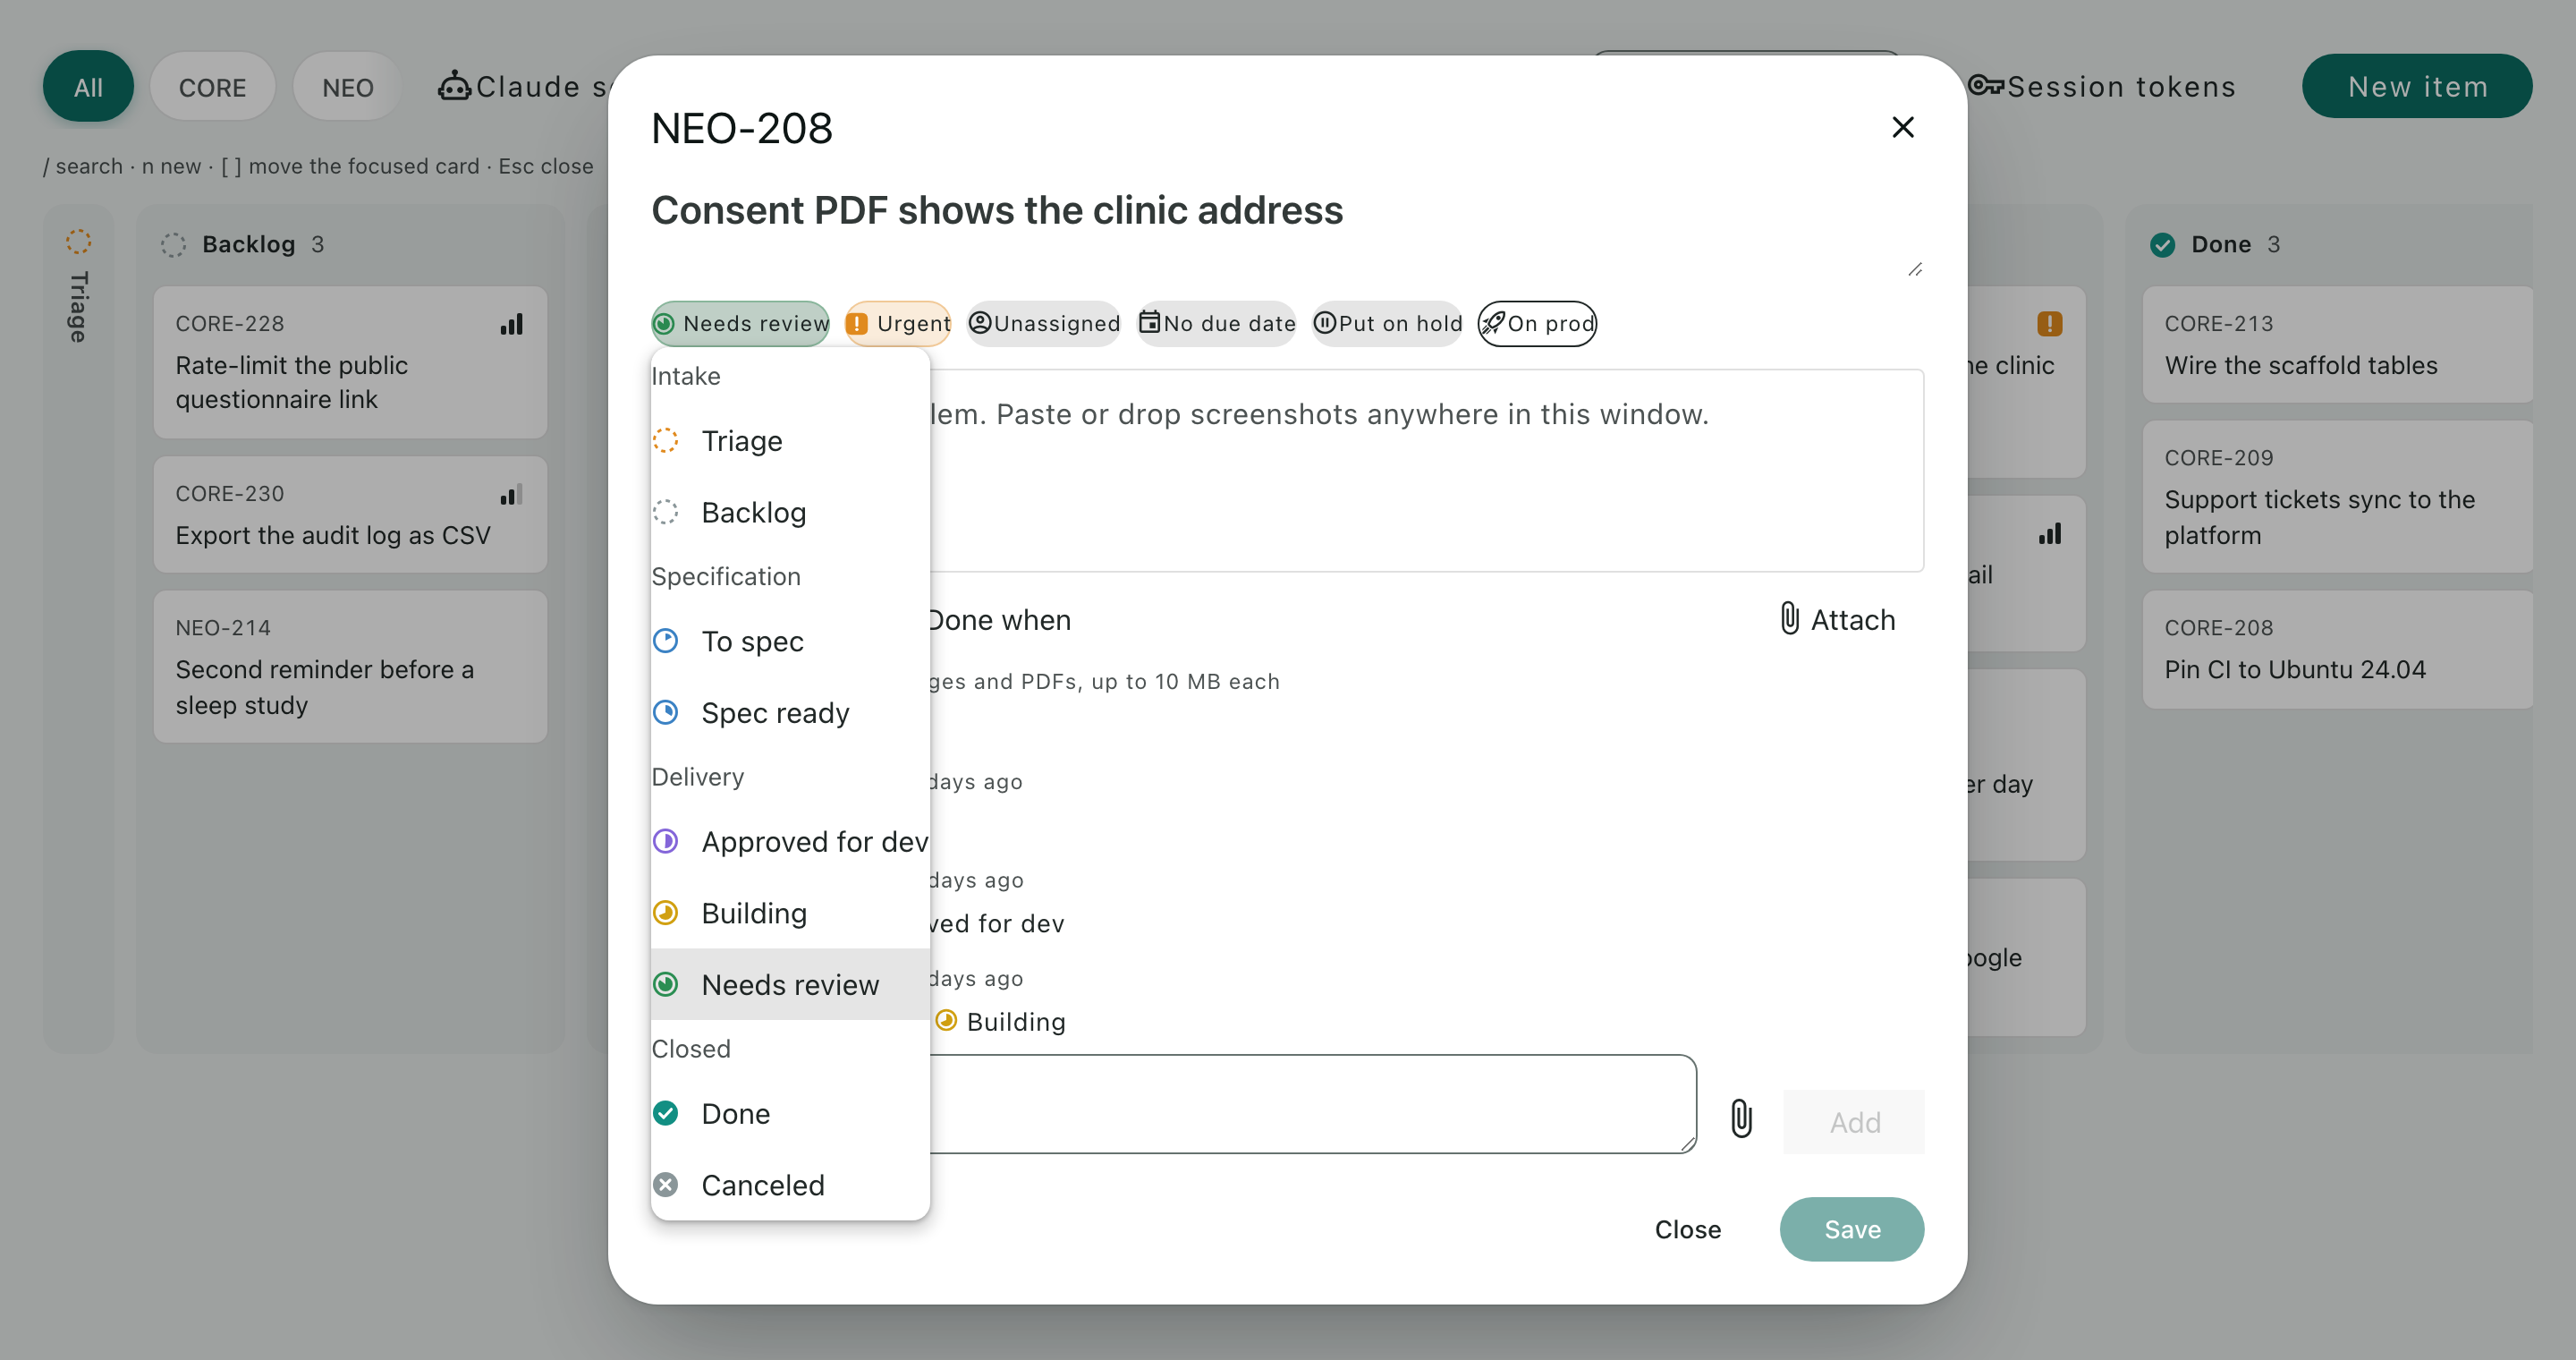 All
CORE
NEO
Claude
Session tokens
New item
/ search · n new · [ ] move the focused card · Esc close
Triage
Backlog 3
CORE-228
Rate-limit the public
questionnaire link
CORE-230
Export the audit log as CSV
NEO-214
Second reminder before a
sleep study
NEO-208
Consent PDF shows the clinic address
Needs review
Urgent
Unassigned
No due date
Put on hold
On prod
Intake
Triage
Backlog
Specification
To spec
Spec ready
Delivery
Approved for dev
Building
Needs review
Closed
Done
Canceled
Paste or drop screenshots anywhere in this window.
Done when
Attach
and PDFs, up to 10 MB each
days ago
days ago
for dev
days ago
Building
Add
Close
Save
clinic
day
Done 3
CORE-213
Wire the scaffold tables
CORE-209
Support tickets sync to the
platform
CORE-208
Pin CI to Ubuntu 24.04